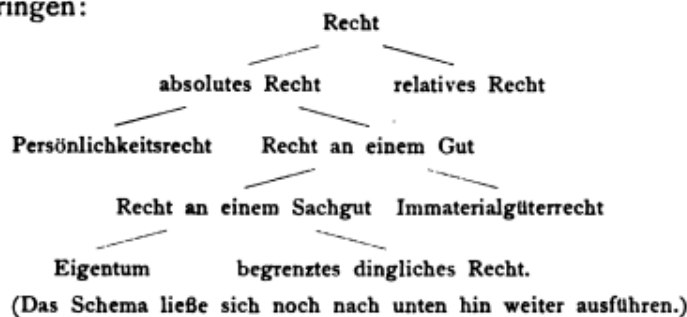 ringen:
Recht
absolutes Recht relatives Recht
Persönlichkeitsrecht Recht an einem Gut
Recht an einem Sachgut Immaterialgüterrecht
Eigentum begrenztes dingliches Recht.
(Das Schema ließe sich noch nach unten hin weiter ausführen.)